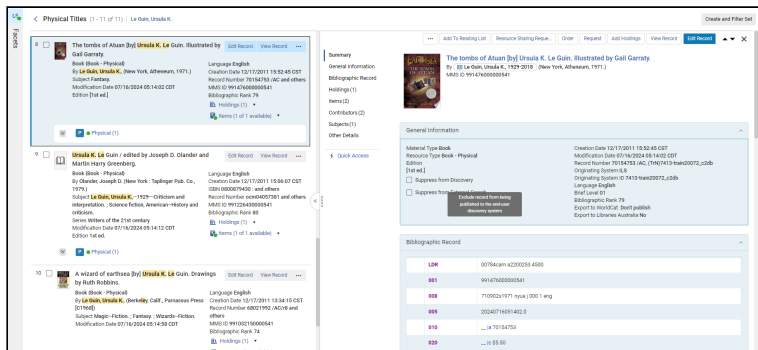 Facets
Physical Titles (1 - 11 of 11) | Le Guin, Ursula K.
Create and Filter Set
8
The tombs of Atuan [by] Ursula K. Le Guin. Illustrated by Gail Garraty.
Edit Record View Record
Book (Book - Physical)
By Le Guin, Ursula K., (New York, Atheneum, 1971.)
Subject Fantasy.
Modification Date 07/16/2024 05:14:02 CDT
Edition [1st ed.]
Language English
Creation Date 12/17/2011 15:52:45 CST
Record Number 70154753 /AC and others
MMS ID 991476000000541
Bibliographic Rank 79
Holdings (1)
Items (1 of 1 available)
P Physical (1)
9
Ursula K. Le Guin / edited by Joseph D. Olander and Martin Harry Greenberg.
Edit Record View Record
Book (Book - Physical)
By Olander, Joseph D. (New York : Taplinger Pub. Co., 1979.)
Subject Le Guin, Ursula K.,--1929---Criticism and interpretation. ; Science fiction, American--History and criticism.
Series Writers of the 21st century
Modification Date 07/16/2024 05:14:12 CDT
Edition 1st ed.
Language English
Creation Date 12/17/2011 15:06:07 CST
ISBN 0800879430 : and others
Record Number ocm04057381 and others
MMS ID 991226430000541
Bibliographic Rank 80
Holdings (1)
Items (1 of 1 available)
P Physical (1)
10
A wizard of earthsea [by] Ursula K. Le Guin. Drawings by Ruth Robbins.
Edit Record View Record
Book (Book - Physical)
By Le Guin, Ursula K., (Berkeley, Calif., Parnassus Press [C1968])
Subject Magic--Fiction. ; Fantasy. ; Wizards--Fiction.
Modification Date 07/16/2024 05:14:58 CDT
Language English
Creation Date 12/17/2011 13:34:15 CST
Record Number 68021992 /AC/r8 and others
MMS ID 991032150000541
Bibliographic Rank 74
Holdings (1)
Summary
General Information
Bibliographic Record
Holdings (1)
Items (2)
Contributors (2)
Subjects (1)
Other Details
Quick Access
Add To Reading List Resource Sharing Reque... Order Request Add Holdings View Record Edit Record
The tombs of Atuan [by] Ursula K. Le Guin. Illustrated by Gail Garraty.
By Le Guin, Ursula K., 1929-2018 (New York, Atheneum, 1971.)
MMS ID 991476000000541
General Information
Material Type Book
Resource Type Book - Physical
Edition
[1st ed.]
Suppress from Discovery
Exclude record from being published to the end-user discovery system
Creation Date 12/17/2011 15:52:45 CST
Modification Date 07/16/2024 05:14:02 CDT
Record Number 70154753 /AC, (TrN)7413-train20072_c2db
Originating System ILS
Originating System ID 7413-train20072_c2db
Language English
Brief Level 01
Bibliographic Rank 79
Export to WorldCat Don't publish
Export to Libraries Australia No
Bibliographic Record
LDR 00784cam a2200253 4500
001 991476000000541
008 710902s1971 nyua j 000 1 eng
005 20240716051402.0
010 __ |a 70154753
020 __ |c $5.50